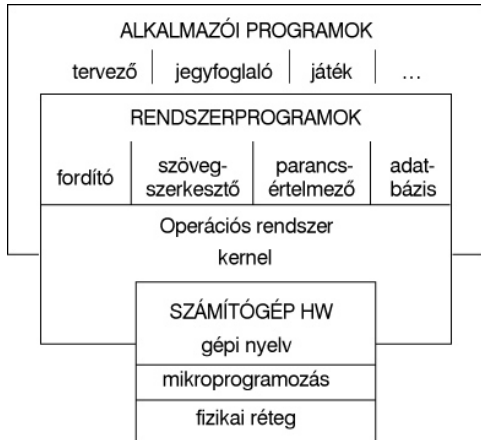 ALKALMAZÓI PROGRAMOK
tervező jegyfoglaló játék ...
RENDSZERPROGRAMOK
fordító szöveg- parancs- adat-
szerkesztő értelmező bázis
Operációs rendszer
kernel
SZÁMÍTÓGÉP HW
gépi nyelv
mikroprogramozás
fizikai réteg